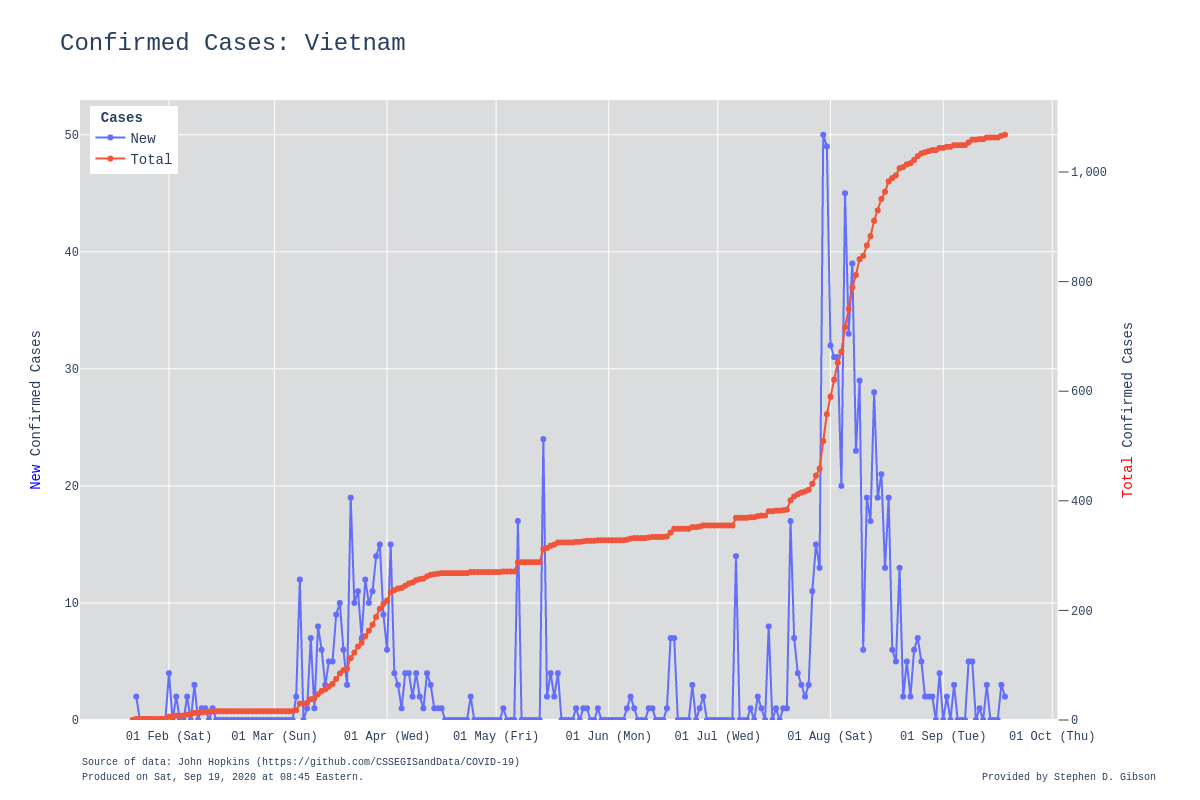 Confirmed Cases: Vietnam
Cases
New
Total
50
40
30
20
10
0
New Confirmed Cases
1,000
800
600
400
200
0
Total Confirmed Cases
01 Feb (Sat) 01 Mar (Sun) 01 Apr (Wed) 01 May (Fri) 01 Jun (Mon) 01 Jul (Wed) 01 Aug (Sat) 01 Sep (Tue) 01 Oct (Thu)
Source of data: John Hopkins (https://github.com/CSSEGISandData/COVID-19)
Produced on Sat, Sep 19, 2020 at 08:45 Eastern.
Provided by Stephen D. Gibson